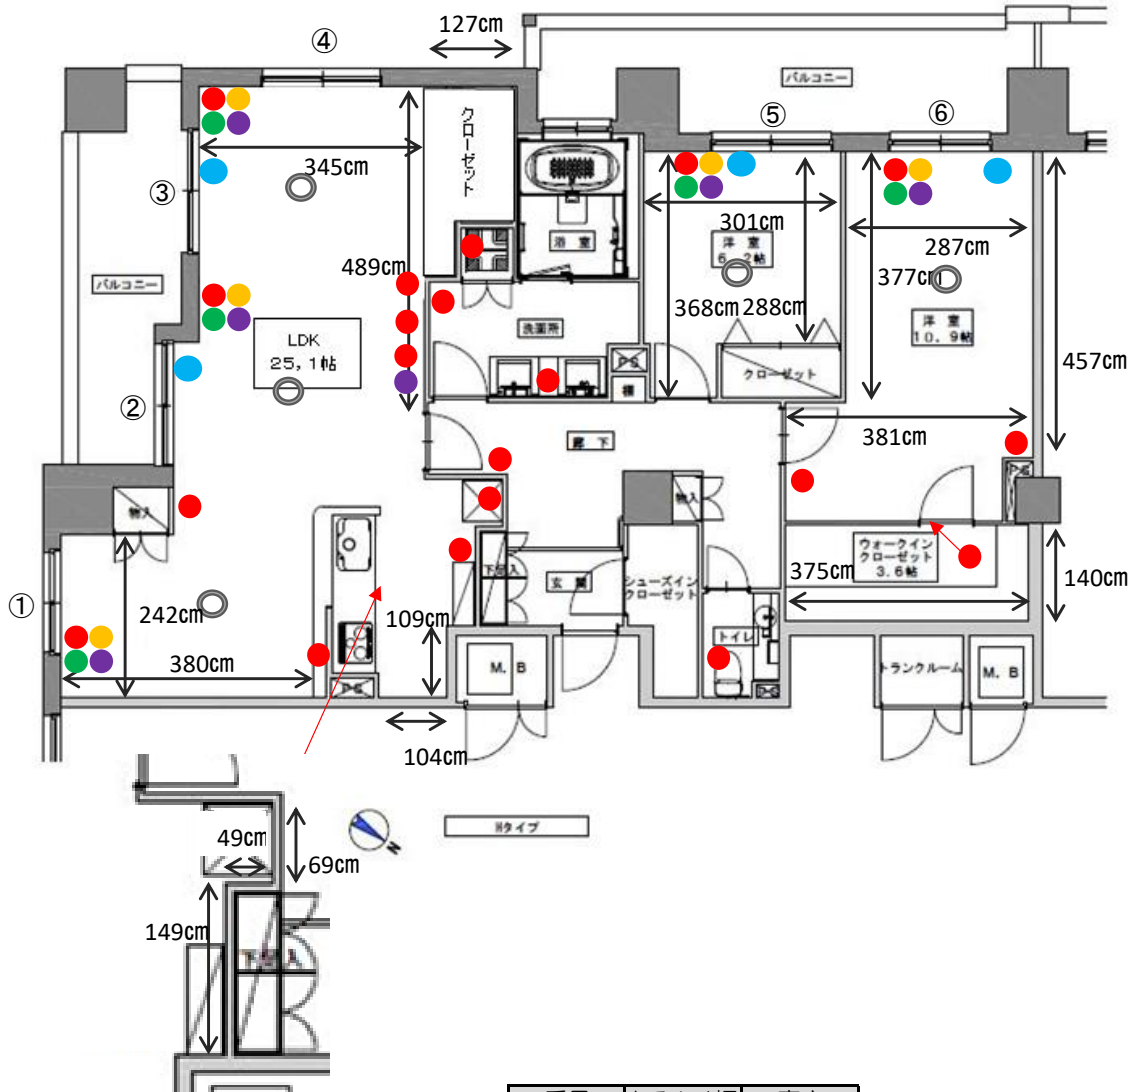 127cm
④
バルコニー
⑤
⑥
クローゼット
345cm
③
浴室
301cm
洋室
6.2帖
287cm
377cm
489cm
バルコニー
368cm
288cm
洋室
10.9帖
洗面所
LDK
25,1帖
PS
クローゼット
457cm
棚
②
381cm
廊下
PS
物入
物入
ウォークイン
クローゼット
3.6帖
下足入
玄関
シューズイン
クローゼット
375cm
140cm
①
242cm
109cm
トイレ
380cm
M.B
トランクルーム
M.B
PS
104cm
49cm
69cm
N
Hタイプ
149cm
下足入